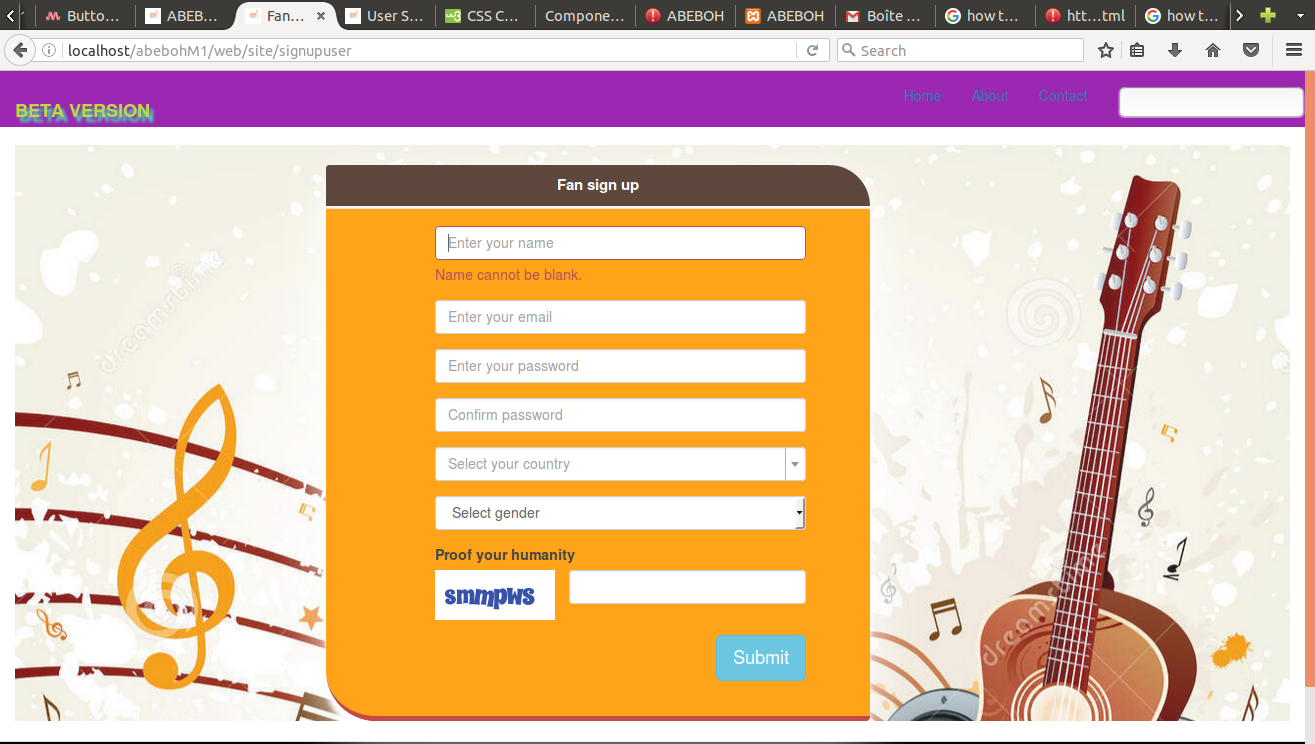 Butto… ABEB… Fan… User S… CSS C… Compone… ABEBOH ABEBOH Boîte … how t… htt…tml how t…
localhost/abebohM1/web/site/signupuser Search
Home About Contact
BETA VERSION
Fan sign up
Enter your name
Name cannot be blank.
Enter your email
Enter your password
Confirm password
Select your country
Select gender
Proof your humanity
smmpws
Submit
dreamstime
dreamstime